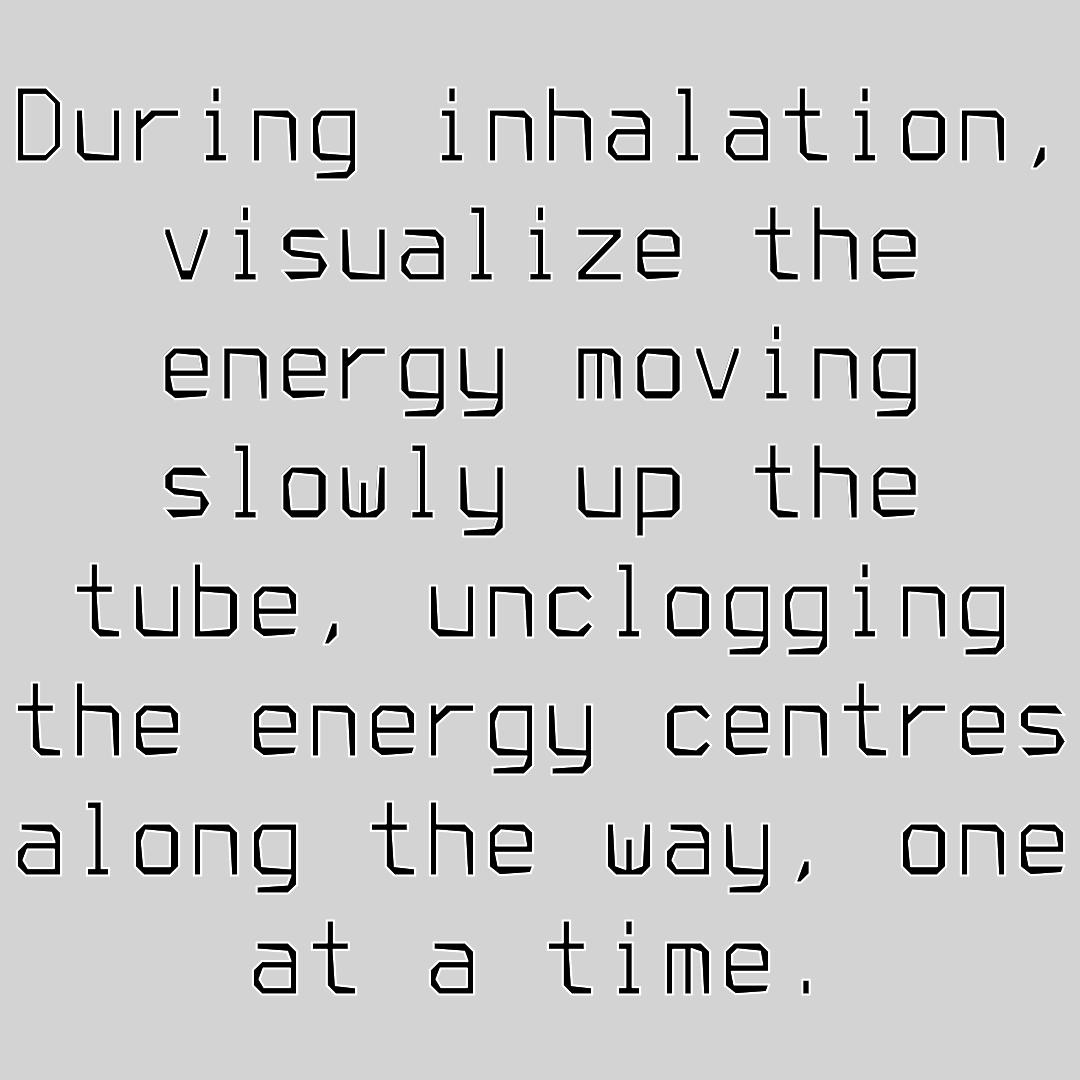 During inhalation,
visualize the
energy moving
slowly up the
tube, unclogging
the energy centres
along the way, one
at a time.